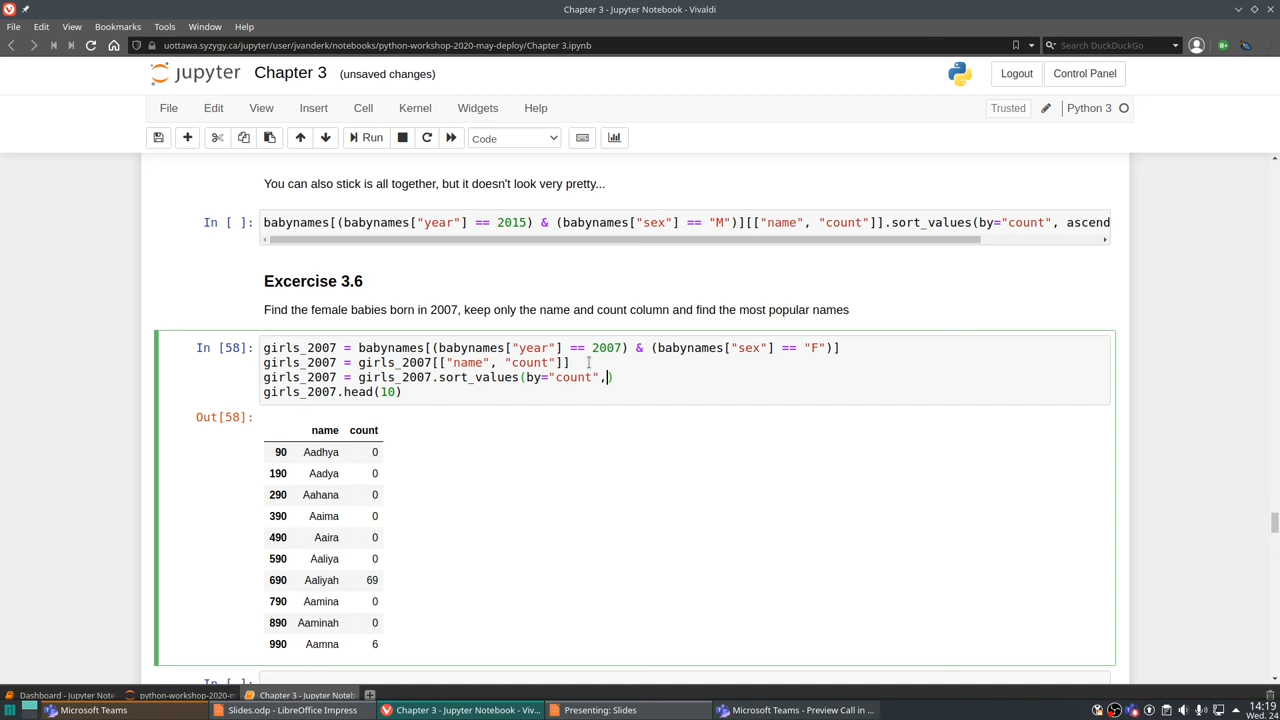 Chapter 3 - Jupyter Notebook - Vivaldi
File Edit View Bookmarks Tools Window Help
uottawa.syzygy.ca/jupyter/user/jvanderk/notebooks/python-workshop-2020-may-deploy/Chapter 3.ipynb
Search DuckDuckGo
jupyter Chapter 3 (unsaved changes)
Logout Control Panel
File Edit View Insert Cell Kernel Widgets Help
Trusted Python 3
Run Code
You can also stick is all together, but it doesn't look very pretty...
In [ ]: babynames[(babynames["year"] == 2015) & (babynames["sex"] == "M")][["name", "count"]].sort_values(by="count", ascend
Excercise 3.6
Find the female babies born in 2007, keep only the name and count column and find the most popular names
In [58]: girls_2007 = babynames[(babynames["year"] == 2007) & (babynames["sex"] == "F")]
girls_2007 = girls_2007[["name", "count"]]
girls_2007 = girls_2007.sort_values(by="count",)
girls_2007.head(10)
Out[58]:
name count
90 Aadhya 0
190 Aadya 0
290 Aahana 0
390 Aaima 0
490 Aaira 0
590 Aaliya 0
690 Aaliyah 69
790 Aamina 0
890 Aaminah 0
990 Aamna 6
In [ ]:
Dashboard - Jupyter Note python-workshop-2020-m Chapter 3 - Jupyter Noteb
Microsoft Teams Slides.odp - LibreOffice Impress Chapter 3 - Jupyter Notebook - Viv... Presenting: Slides Microsoft Teams - Preview Call in ...
14:19
Wed. 24